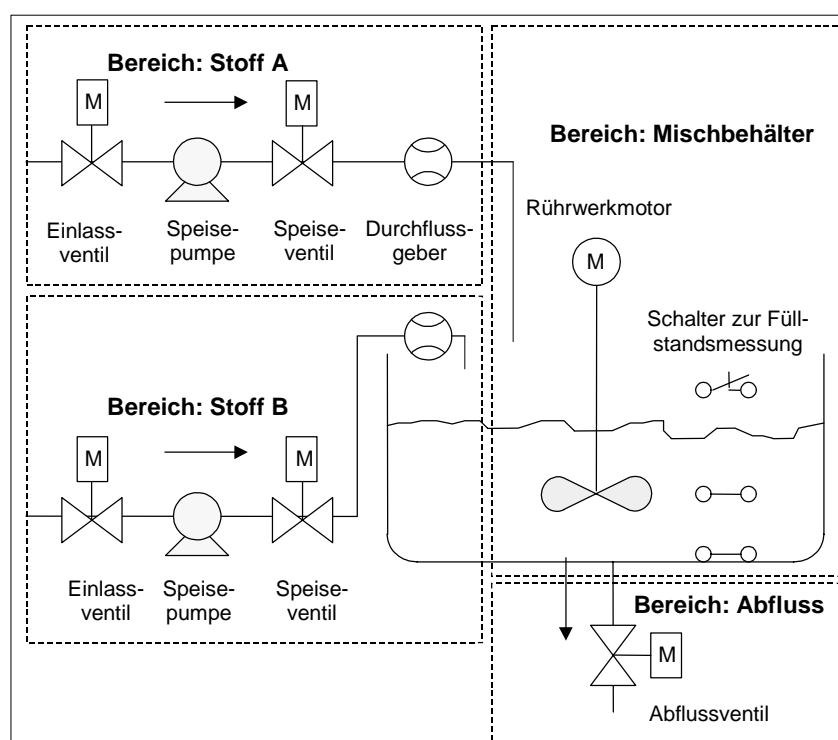 Bereich: Stoff A
M
M
Einlass-
ventil
Speise-
pumpe
Speise-
ventil
Durchfluss-
geber
Bereich: Mischbehälter
Rührwerkmotor
M
Schalter zur Füll-
standsmessung
Bereich: Stoff B
M
M
Einlass-
ventil
Speise-
pumpe
Speise-
ventil
Bereich: Abfluss
M
Abflussventil